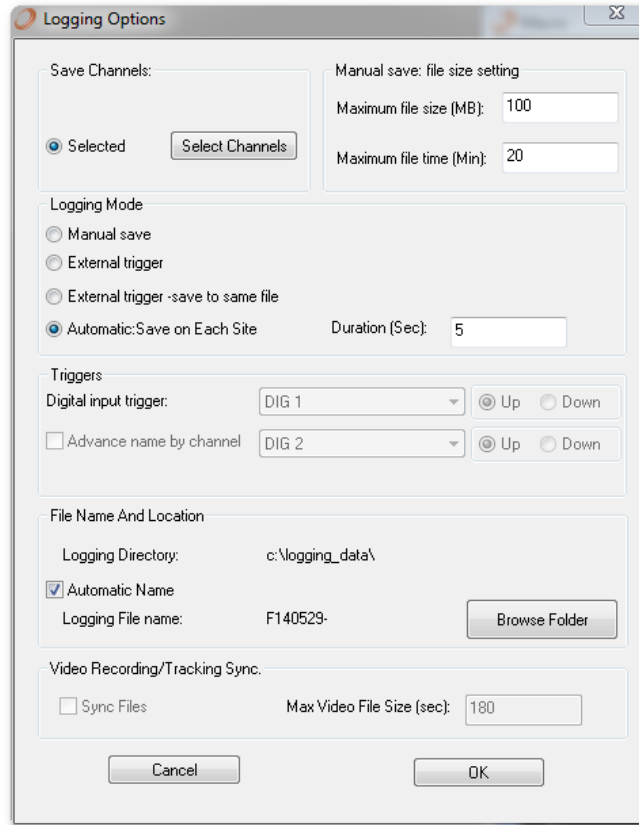 Logging Options
Save Channels:
Selected
Select Channels
Manual save: file size setting
Maximum file size (MB): 100
Maximum file time (Min): 20
Logging Mode
Manual save
External trigger
External trigger -save to same file
Automatic:Save on Each Site Duration (Sec): 5
Triggers
Digital input trigger: DIG 1 Up Down
Advance name by channel DIG 2 Up Down
File Name And Location
Logging Directory: c:\logging_data\
Automatic Name
Logging File name: F140529- Browse Folder
Video Recording/Tracking Sync.
Sync Files Max Video File Size (sec): 180
Cancel OK